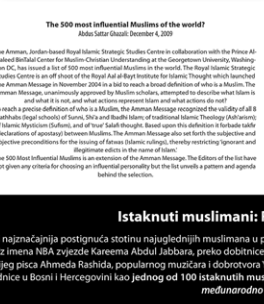 The 500 most influential Muslims of the world?
Abdus Sattar Ghazali: December 4, 2009
e Amman, Jordan-based Royal Islamic Strategic Studies Centre in collaboration with the Prince Al-
aleed BinTalal Center for Muslim-Christian Understanding at the Georgetown University, Washing-
on DC, has issued a list of 500 most influential Muslims of the world. The Royal Islamic Strategic
udies Centre is an off shoot of the Royal Aal al-Bayt Institute for Islamic Thought which launched
e Amman Message in November 2004 in a bid to reach a broad definition of who is a Muslim. The
mman Message, unanimously approved by Muslim scholars, attempted to describe what Islam is
and what it is not, and what actions represent Islam and what actions do not?
reach a precise definition of who is a Muslim, the Amman Message recognized the validity of all 8
athhabs (legal schools) of Sunni, Shi'a and Ibadhi Islam; of traditional Islamic Theology (Ash'arism);
Islamic Mysticism (Sufism), and of 'true' Salafi thought. Based upon this definition it forbade takfir
declarations of apostasy) between Muslims. The Amman Message also set forth the subjective and
jective preconditions for the issuing of fatwas (Islamic rulings), thereby restricting 'ignorant and
illegitimate edicts in the name of Islam.'
e 500 Most Influential Muslims is an extension of the Amman Message. The Editors of the list have
ot given any criteria for choosing an influential personality but the list unveils a pattern and agenda
behind the selection.
Istaknuti muslimani:
najznačajnija postignuća stotinu najuglednijih muslimana u p
z imena NBA zvjezde Kareema Abdul Jabbara, preko dobitnice
ijeg pisca Ahmeda Rashida, popularnog muzičara i dobrotvora
dnice u Bosni i Hercegovini kao jednog od 100 istaknutih mus
međunarodno